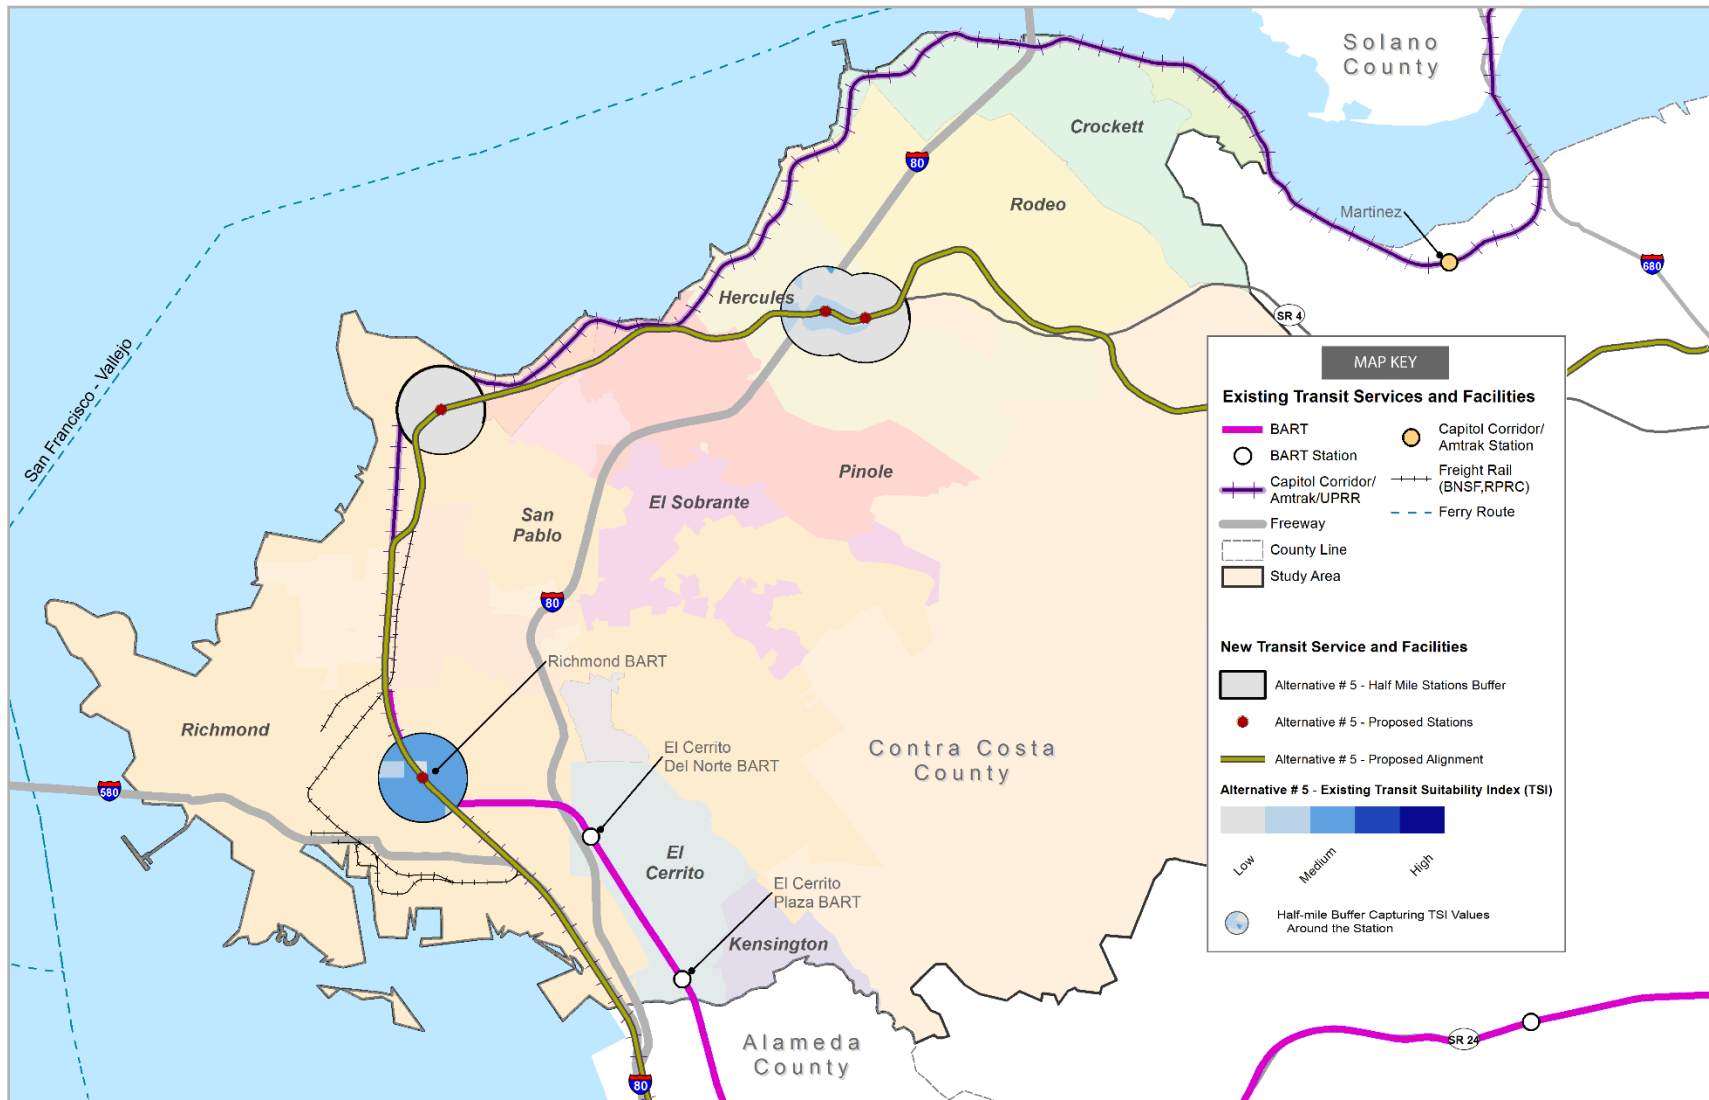 Solano
County
Crockett
80
Rodeo
Martinez
680
Hercules
SR 4
San Francisco - Vallejo
Pinole
El Sobrante
San
Pablo
80
Richmond BART
Richmond
El Cerrito
Del Norte BART
Contra Costa
County
580
El
Cerrito
El Cerrito
Plaza BART
Kensington
Alameda
County
SR 24
80
MAP KEY
Existing Transit Services and Facilities
BART
BART Station
Capitol Corridor/
Amtrak/UPRR
Freeway
County Line
Study Area
Capitol Corridor/
Amtrak Station
Freight Rail
(BNSF,RPRC)
Ferry Route
New Transit Service and Facilities
Alternative # 5 - Half Mile Stations Buffer
Alternative # 5 - Proposed Stations
Alternative # 5 - Proposed Alignment
Alternative # 5 - Existing Transit Suitability Index (TSI)
Low
Medium
High
Half-mile Buffer Capturing TSI Values
Around the Station